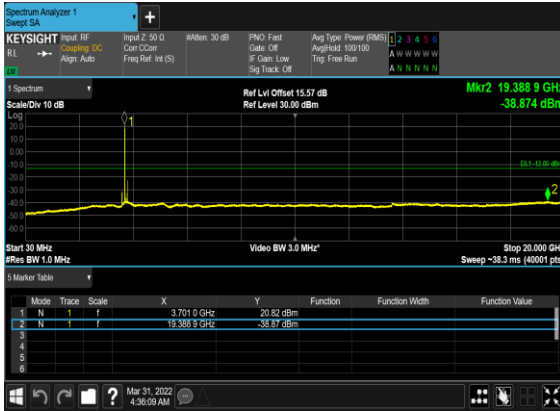 Spectrum Analyzer 1
Swept SA
+
KEYSIGHT Input: RF Input Z: 50 Ω #Atten: 30 dB PNO: Fast Avg Type: Power (RMS) 1 2 3 4 5 6
RL Coupling: DC Corr CCorr Gate: Off Avg|Hold: 100/100 A W W W W W
Align: Auto Freq Ref: Int (S) IF Gain: Low Trig: Free Run
Sig Track: Off A N N N N N
1 Spectrum Ref Lvl Offset 15.57 dB Mkr2 19.388 9 GHz
Scale/Div 10 dB Ref Level 30.00 dBm -38.874 dBm
Log
20.0
10.0
0.00
-10.0 DL1 -13.00 dBm
-20.0
-30.0
-40.0
-50.0
-60.0
1
2
Start 30 MHz Video BW 3.0 MHz* Stop 20.000 GHz
#Res BW 1.0 MHz Sweep ~38.3 ms (40001 pts)
5 Marker Table
Mode Trace Scale X Y Function Function Width Function Value
1 N 1 f 3.701 0 GHz 20.82 dBm
2 N 1 f 19.388 9 GHz -38.87 dBm
3
4
5
6
? Mar 31, 2022
4:36:09 AM